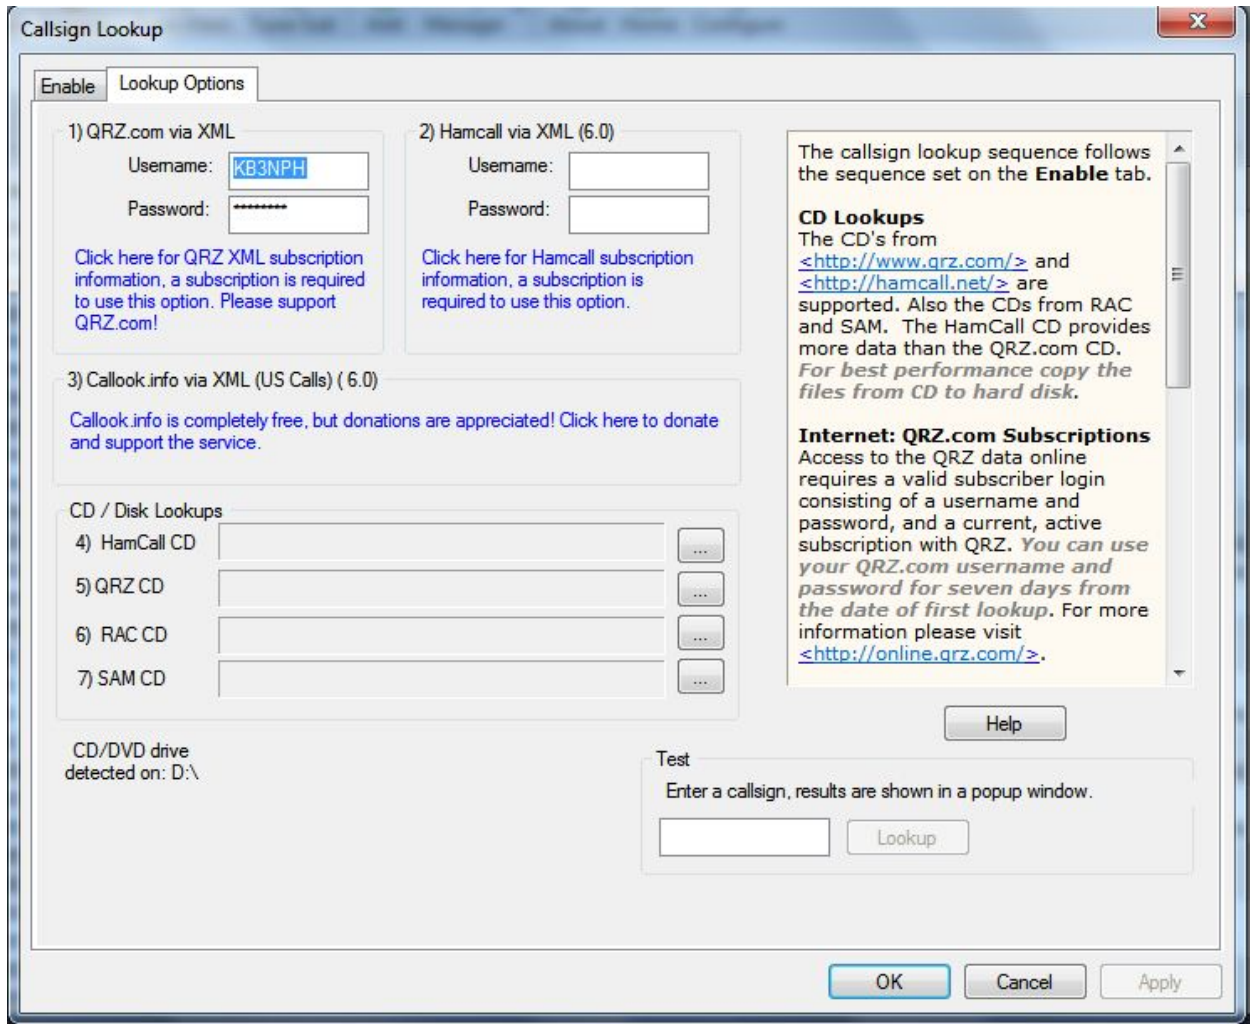 Callsign Lookup
Enable
Lookup Options
1) QRZ.com via XML
Username:
KB3NPH
Password:
********
Click here for QRZ XML subscription
information, a subscription is required
to use this option. Please support
QRZ.com!
2) Hamcall via XML (6.0)
Username:
Password:
Click here for Hamcall subscription
information, a subscription is
required to use this option.
3) Callook.info via XML (US Calls) ( 6.0)
Callook.info is completely free, but donations are appreciated! Click here to donate
and support the service.
CD / Disk Lookups
4) HamCall CD
...
5) QRZ CD
...
6) RAC CD
...
7) SAM CD
...
CD/DVD drive
detected on: D:\
The callsign lookup sequence follows
the sequence set on the Enable tab.
CD Lookups
The CD's from
<http://www.qrz.com/> and
<http://hamcall.net/> are
supported. Also the CDs from RAC
and SAM. The HamCall CD provides
more data than the QRZ.com CD.
For best performance copy the
files from CD to hard disk.
Internet: QRZ.com Subscriptions
Access to the QRZ data online
requires a valid subscriber login
consisting of a username and
password, and a current, active
subscription with QRZ. You can use
your QRZ.com username and
password for seven days from
the date of first lookup. For more
information please visit
<http://online.qrz.com/>.
Help
Test
Enter a callsign, results are shown in a popup window.
Lookup
OK
Cancel
Apply